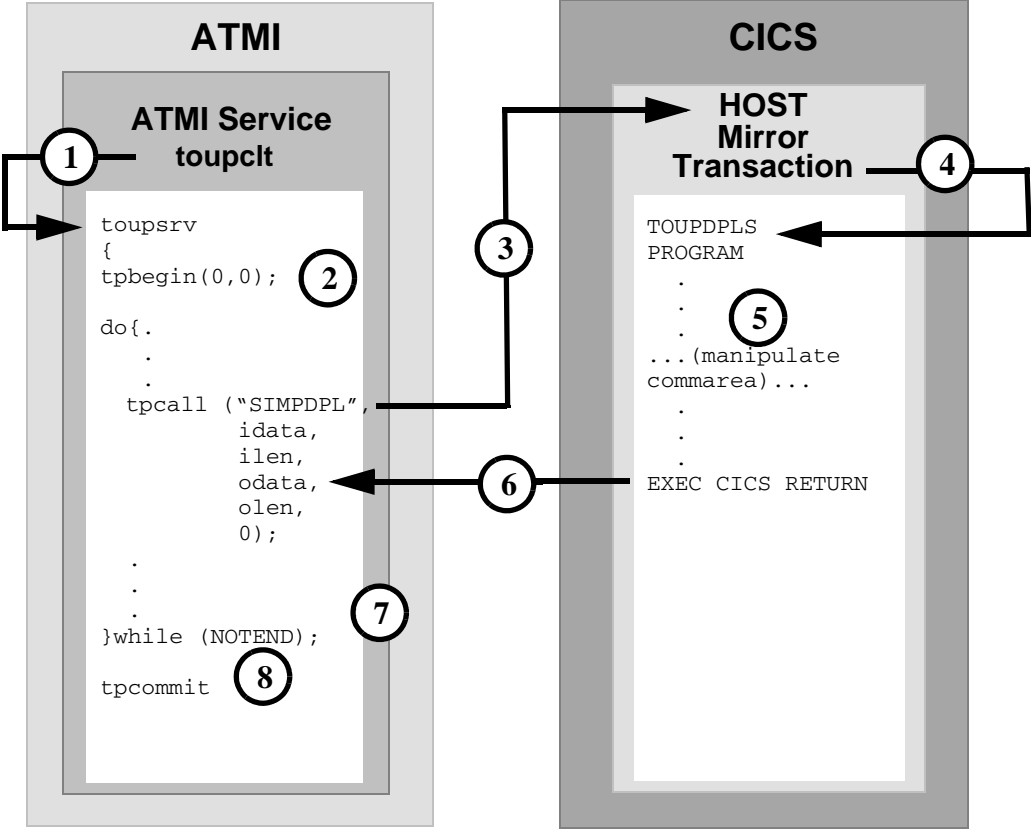 ATMI
ATMI Service
toupclt
1
toupsrv
{
tpbegin(0,0);
2
do{.
.
.
tpcall (“SIMPDPL”,
idata,
ilen,
odata,
olen,
0);
.
.
.
}while (NOTEND);
7
tpcommit
8
3
6
CICS
HOST
Mirror
Transaction
4
TOUPDPLS
PROGRAM
.
.
.
5
...(manipulate
commarea)...
.
.
.
EXEC CICS RETURN